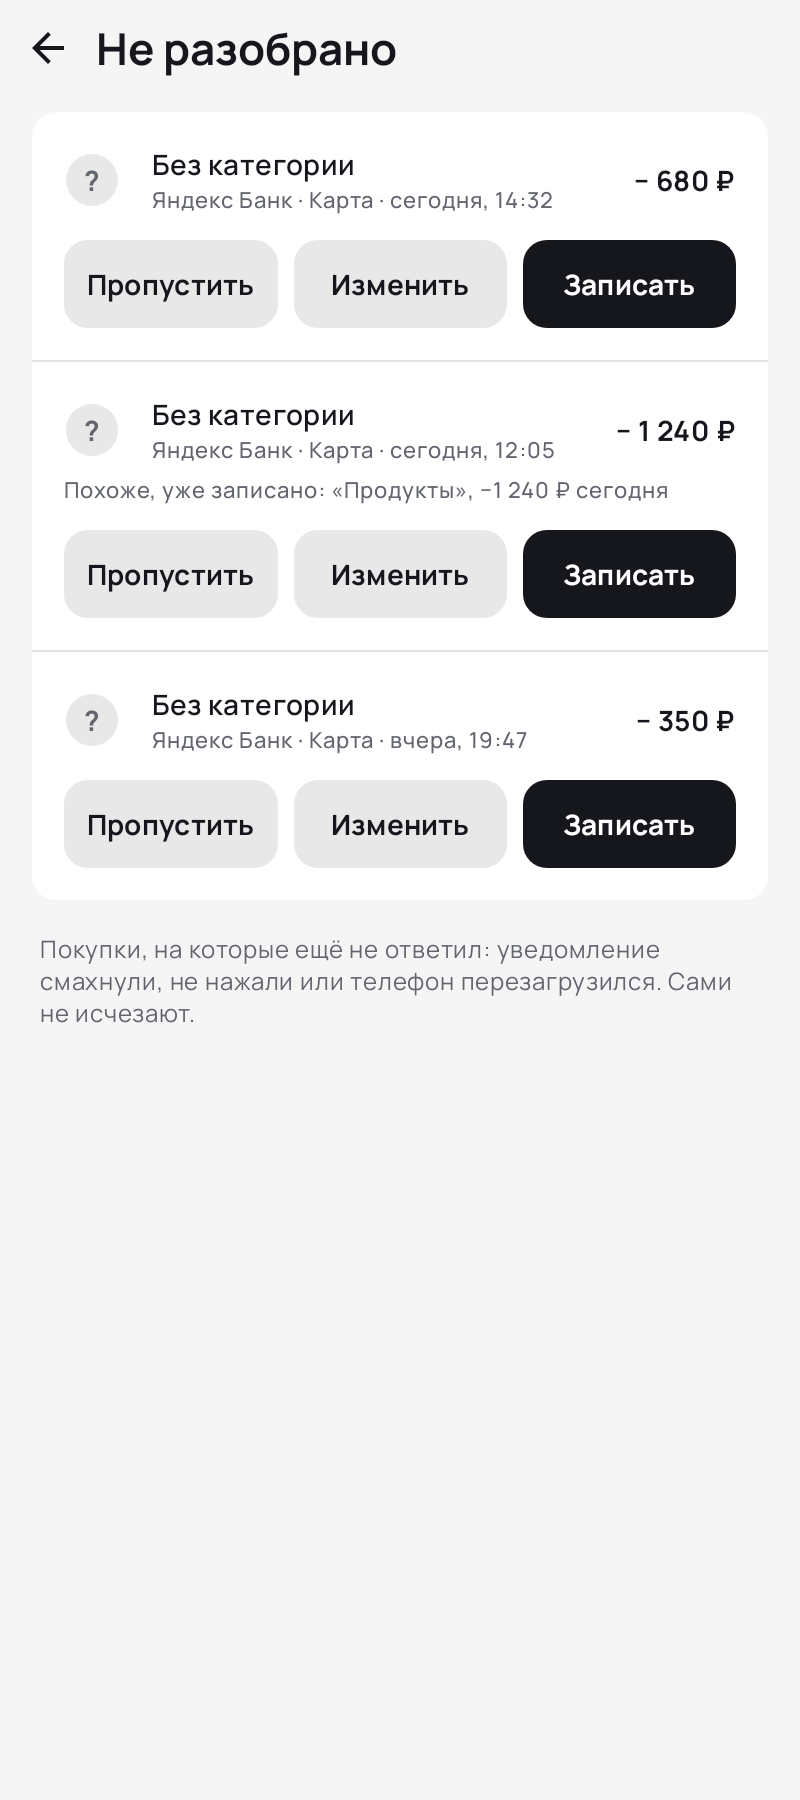 Не разобрано
?
Без категории
− 680 ₽
Яндекс Банк · Карта · сегодня, 14:32
Пропустить
Изменить
Записать
?
Без категории
− 1 240 ₽
Яндекс Банк · Карта · сегодня, 12:05
Похоже, уже записано: «Продукты», −1 240 ₽ сегодня
Пропустить
Изменить
Записать
?
Без категории
− 350 ₽
Яндекс Банк · Карта · вчера, 19:47
Пропустить
Изменить
Записать
Покупки, на которые ещё не ответил: уведомление
смахнули, не нажали или телефон перезагрузился. Сами
не исчезают.